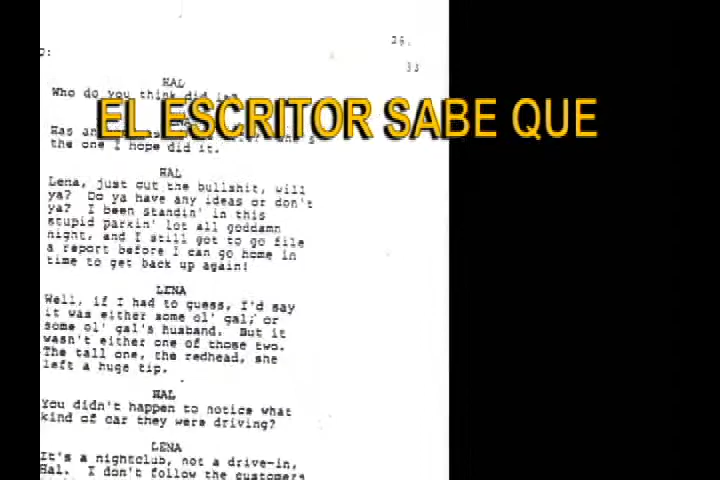 26.
33
HAL
Who do you think did
EL ESCRITOR SABE QUE
the one I hope did it.
HAL
Lena, just cut the bullshit, will
ya? Do ya have any ideas or don't
ya? I been standin' in this
stupid parkin' lot all goddamn
night, and I still got to go file
a report before I can go home in
time to get back up again!
LENA
Well, if I had to guess, I'd say
it was either some ol' gal, or
some ol' gal's husband. But it
wasn't either one of those two.
The tall one, the redhead, she
left a huge tip.
HAL
You didn't happen to notice what
kind of car they were driving?
LENA
It's a nightclub, not a drive-in,
Hal. I don't follow the customers